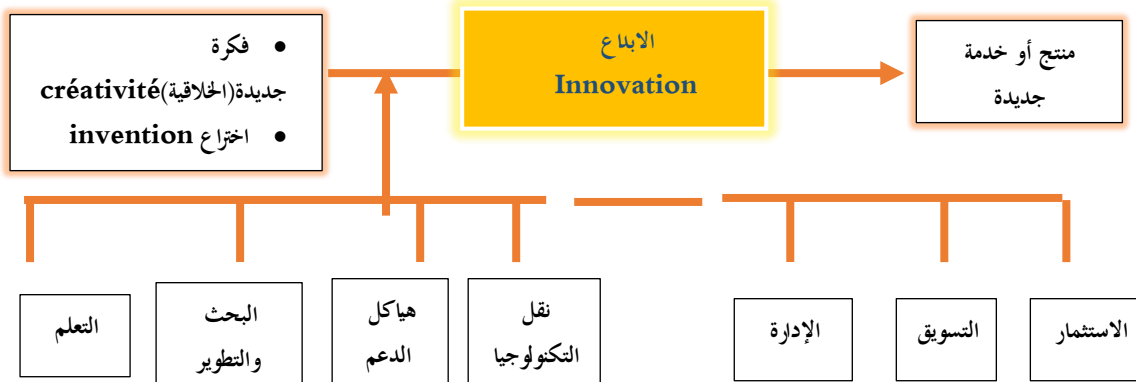 • فكرة
جديدة(الخلاقية)créativité
• اختراع invention
الابداع
Innovation
منتج أو خدمة
جديدة
التعلم
البحث
والتطوير
هياكل
الدعم
نقل
التكنولوجيا
الإدارة
التسويق
الاستثمار